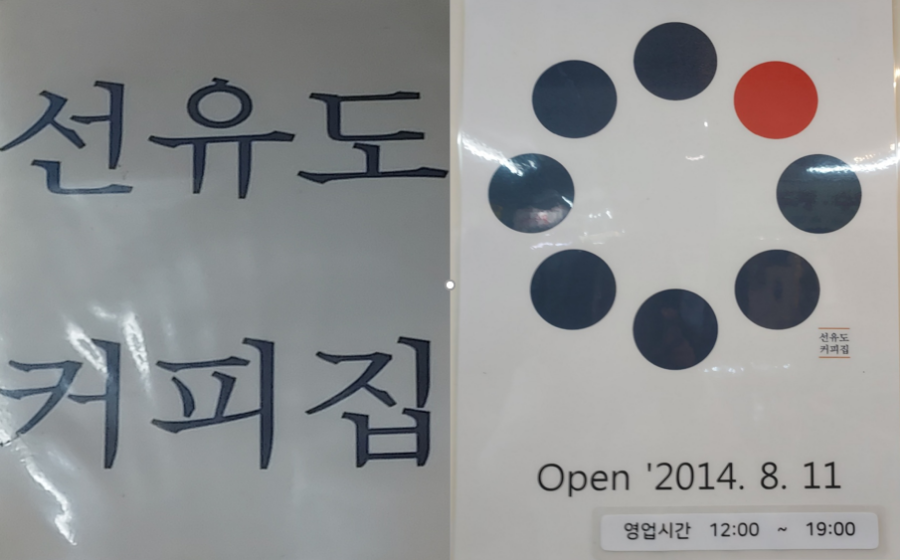 선유도
커피집
선유도
커피집
Open '2014. 8. 11
영업시간 12:00 ~ 19:00